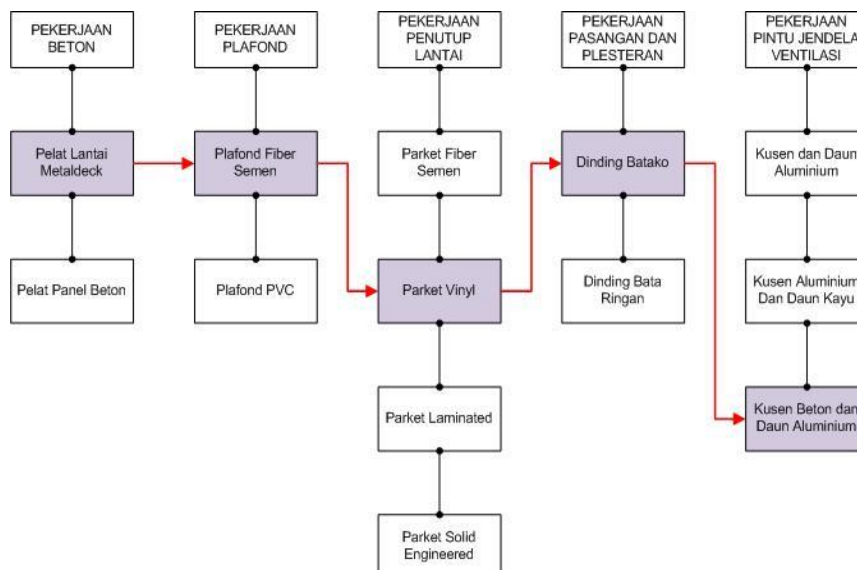 PEKERJAAN
BETON
PEKERJAAN
PLAFOND
PEKERJAAN
PENUTUP
LANTAI
PEKERJAAN
PASANGAN DAN
PLESTERAN
PEKERJAAN
PINTU JENDELA
VENTILASI
Pelat Lantai
Metaldeck
Plafond Fiber
Semen
Parket Fiber
Semen
Dinding Batako
Kusen dan Daun
Aluminium
Pelat Panel Beton
Plafond PVC
Parket Vinyl
Dinding Bata
Ringan
Kusen Aluminium
Dan Daun Kayu
Parket Laminated
Kusen Beton dan
Daun Aluminium
Parket Solid
Engineered